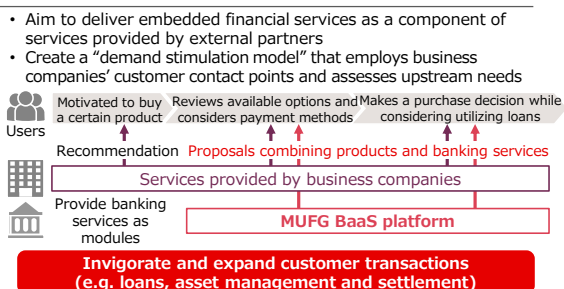 • Aim to deliver embedded financial services as a component of
services provided by external partners
• Create a “demand stimulation model” that employs business
companies’ customer contact points and assesses upstream needs
Users
Motivated to buy
a certain product
Reviews available options and
considers payment methods
Makes a purchase decision while
considering utilizing loans
Recommendation
Proposals combining products and banking services
Services provided by business companies
Provide banking
services as
modules
MUFG BaaS platform
Invigorate and expand customer transactions
(e.g. loans, asset management and settlement)